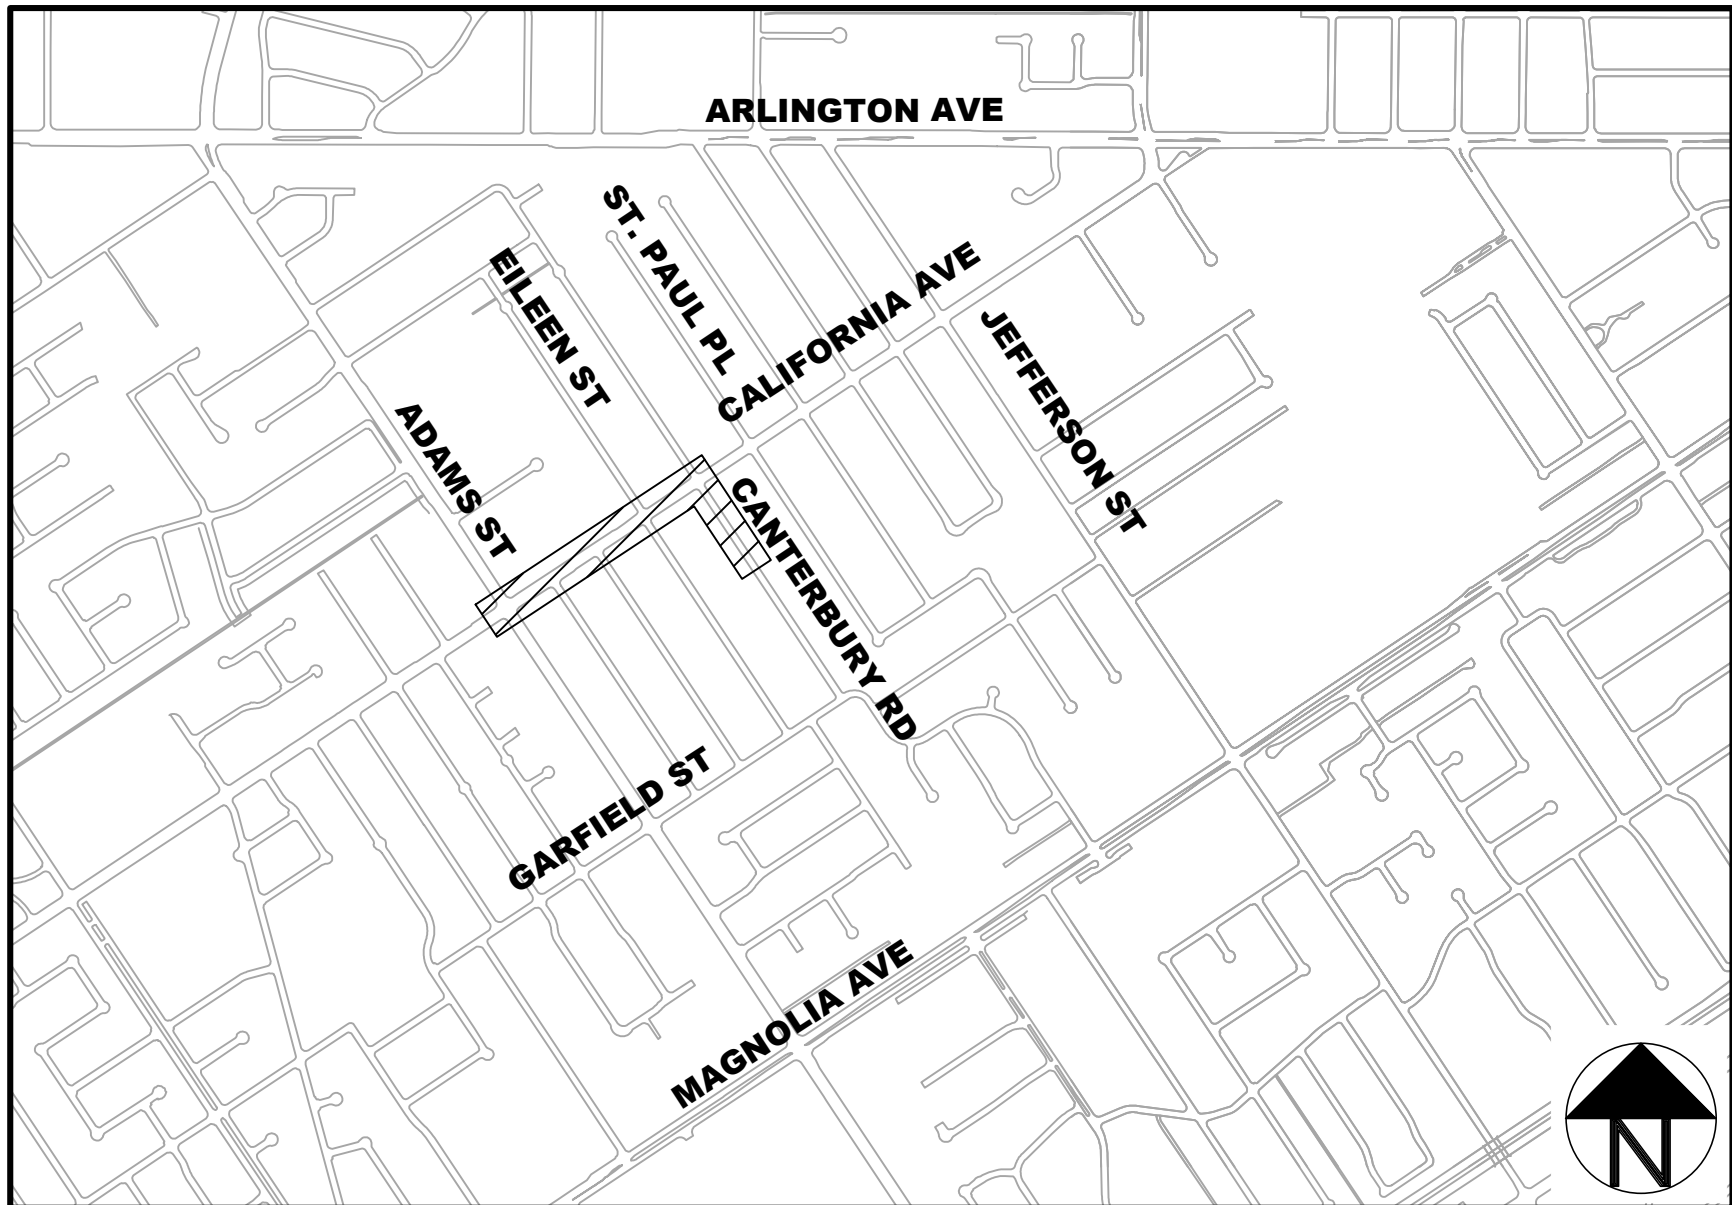 ARLINGTON AVE
ST. PAUL PL
EILEEN ST
CALIFORNIA AVE
JEFFERSON ST
ADAMS ST
CANTERBURY RD
GARFIELD ST
MAGNOLIA AVE
N